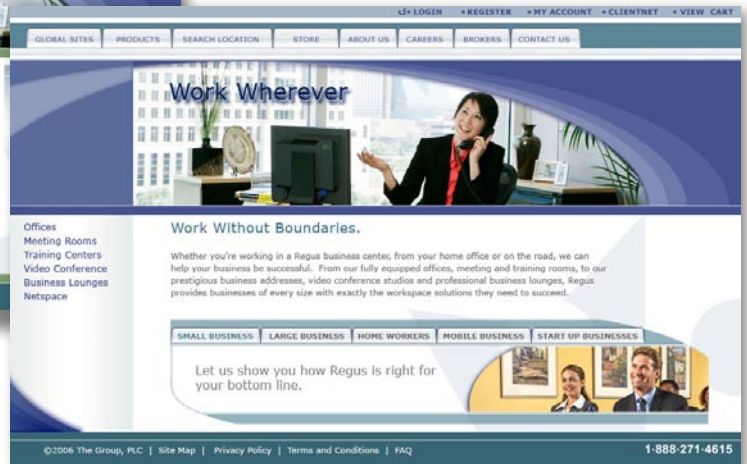 LOGIN • REGISTER • MY ACCOUNT • CLIENTNET • VIEW CART
GLOBAL SITES PRODUCTS SEARCH LOCATION STORE ABOUT US CAREERS BROKERS CONTACT US
Work Wherever
Offices
Meeting Rooms
Training Centers
Video Conference
Business Lounges
Netspace
Work Without Boundaries.
Whether you're working in a Regus business center, from your home office or on the road, we can
help your business be successful. From our fully equipped offices, meeting and training rooms, to our
prestigious business addresses, video conference studios and professional business lounges, Regus
provides businesses of every size with exactly the workspace solutions they need to succeed.
SMALL BUSINESS LARGE BUSINESS HOME WORKERS MOBILE BUSINESS START UP BUSINESSES
Let us show you how Regus is right for
your bottom line.
©2006 The Group, PLC | Site Map | Privacy Policy | Terms and Conditions | FAQ
1-888-271-4615